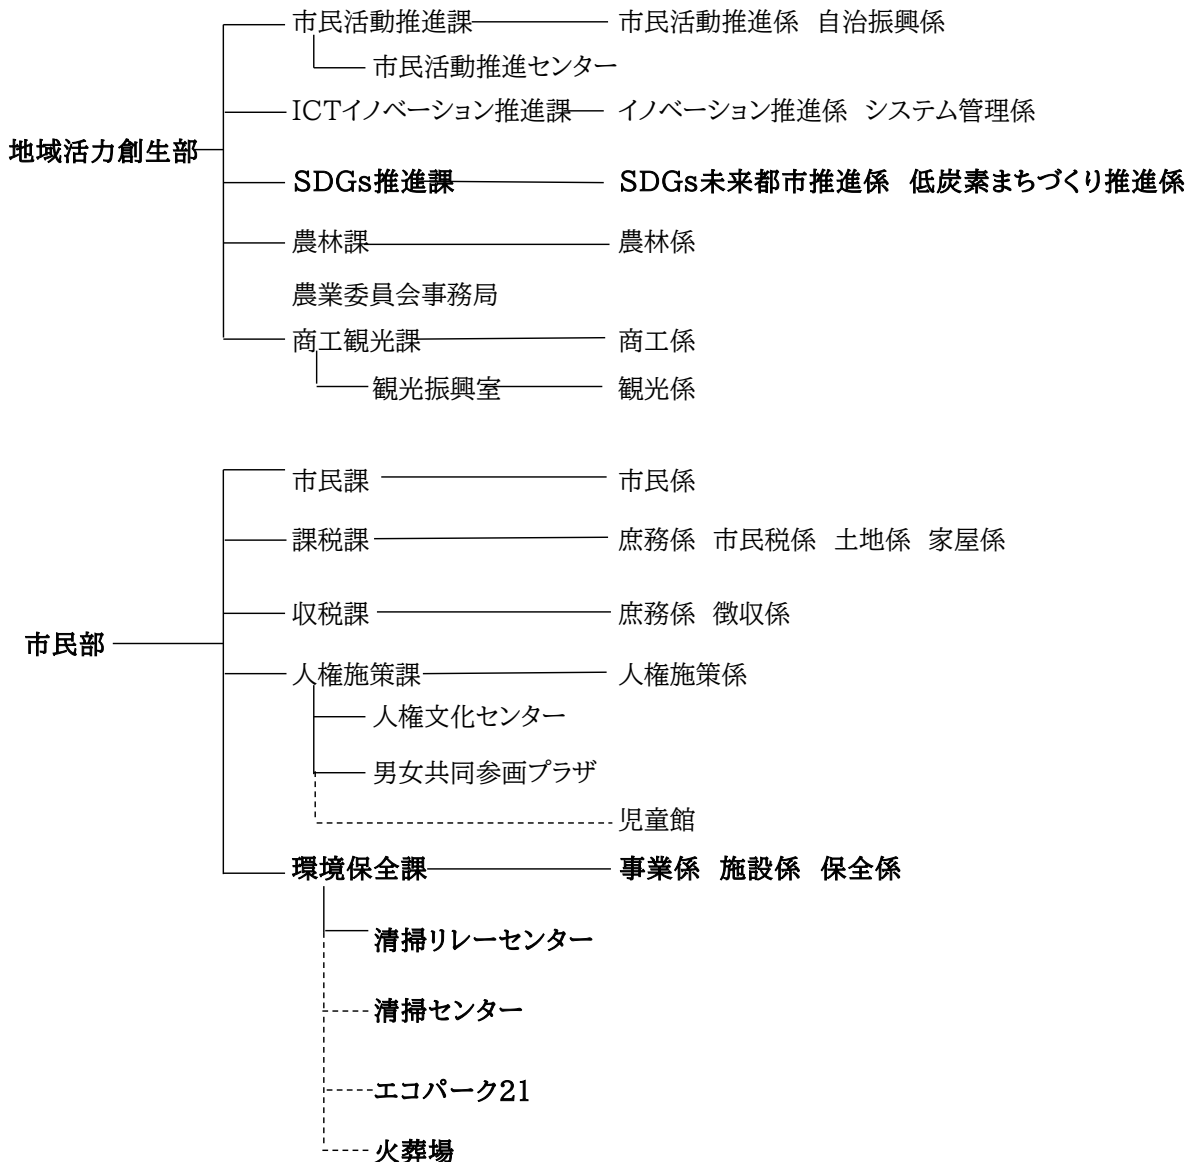 市民活動推進課 市民活動推進係 自治振興係
市民活動推進センター
ICTイノベーション推進課 イノベーション推進係 システム管理係
地域活力創生部
SDGs推進課 SDGs未来都市推進係 低炭素まちづくり推進係
農林課 農林係
農業委員会事務局
商工観光課 商工係
観光振興室 観光係
市民課 市民係
課税課 庶務係 市民税係 土地係 家屋係
収税課 庶務係 徴収係
市民部
人権施策課 人権施策係
人権文化センター
男女共同参画プラザ
児童館
環境保全課 事業係 施設係 保全係
清掃リレーセンター
清掃センター
エコパーク21
火葬場